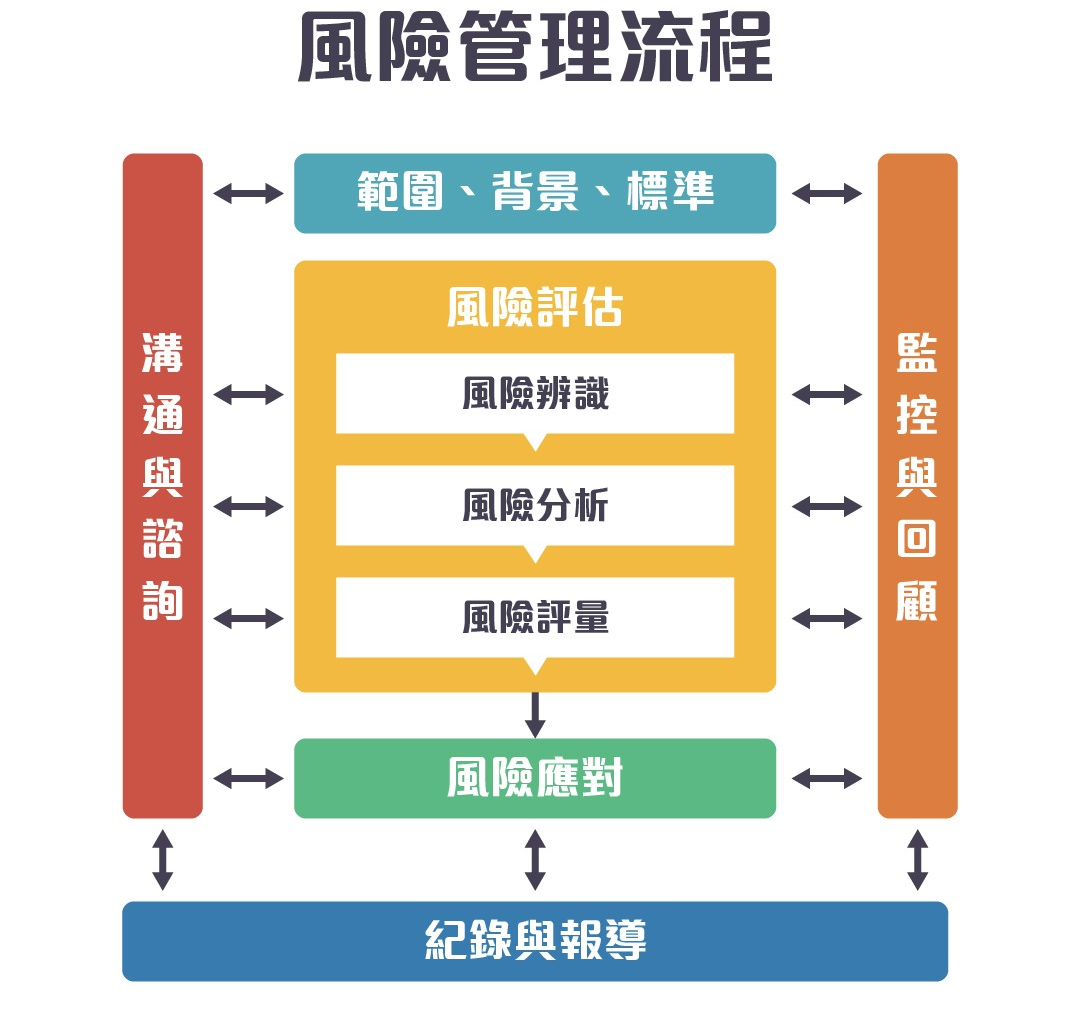 風險管理流程
範圍、背景、標準
溝通與諮詢
風險評估
風險辨識
風險分析
風險評量
監控與回顧
風險應對
紀錄與報導